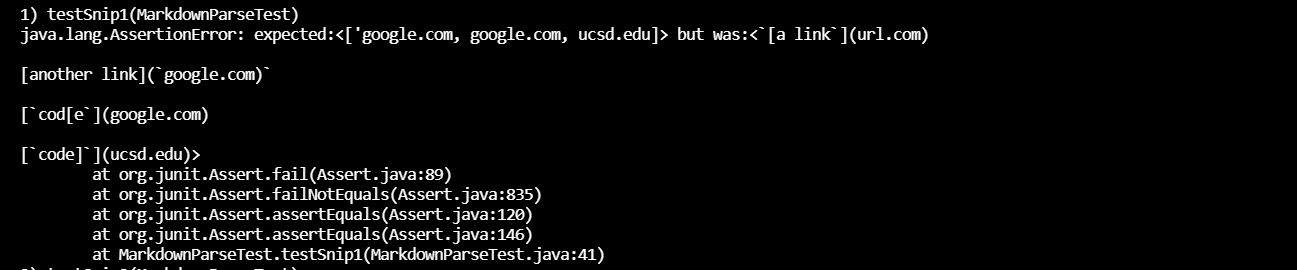 1) testSnip1(MarkdownParseTest)
java.lang.AssertionError: expected:<['google.com, google.com, ucsd.edu]> but was:<`[a link`](url.com)
[another link](`google.com)`
[`cod[e`](google.com)
[`code]`](ucsd.edu)>
at org.junit.Assert.fail(Assert.java:89)
at org.junit.Assert.failNotEquals(Assert.java:835)
at org.junit.Assert.assertEquals(Assert.java:120)
at org.junit.Assert.assertEquals(Assert.java:146)
at MarkdownParseTest.testSnip1(MarkdownParseTest.java:41)